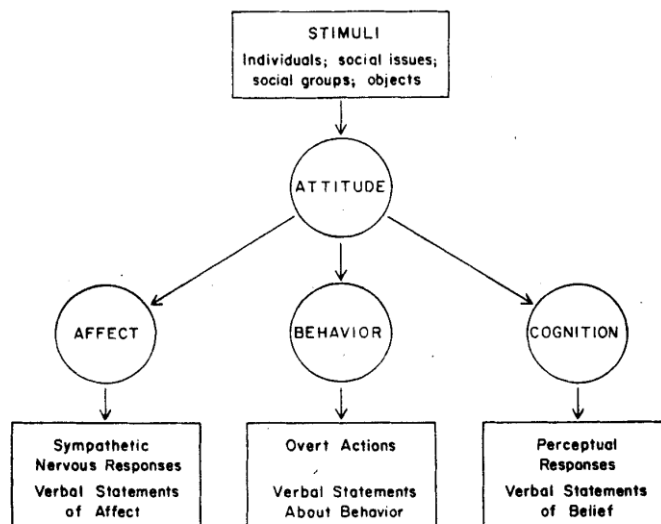 STIMULI
Individuals; social issues;
social groups; objects
ATTITUDE
AFFECT
BEHAVIOR
COGNITION
Sympathetic
Nervous Responses
Verbal Statements
of Affect
Overt Actions
Verbal Statements
About Behavior
Perceptual
Responses
Verbal Statements
of Belief